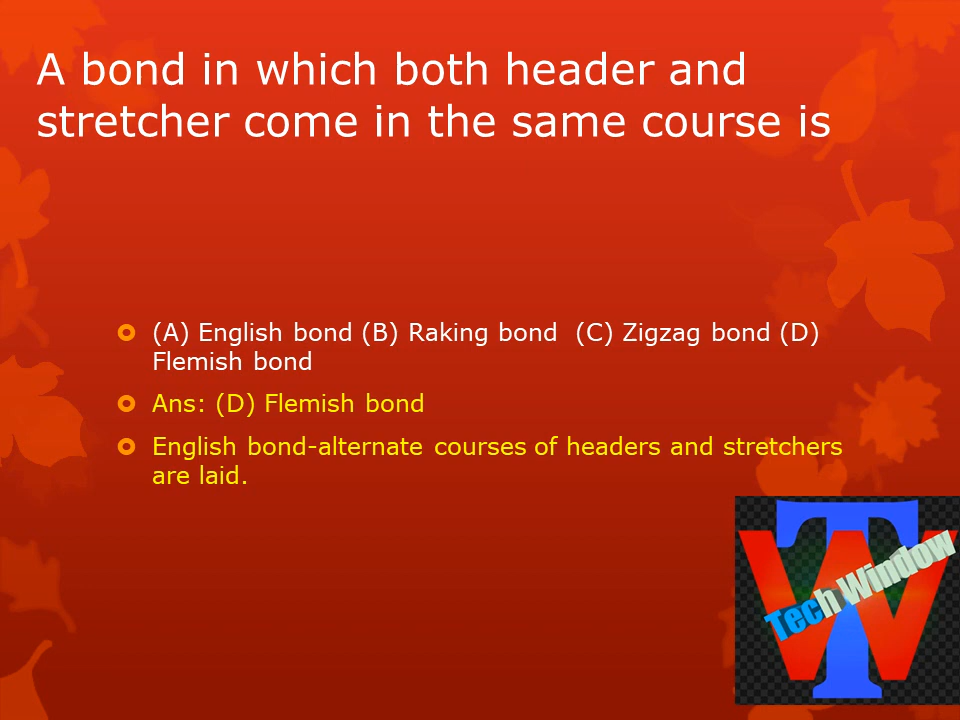 A bond in which both header and
stretcher come in the same course is
(A) English bond (B) Raking bond  (C) Zigzag bond (D)
Flemish bond
Ans: (D) Flemish bond
English bond-alternate courses of headers and stretchers
are laid.
TW
Tech Window